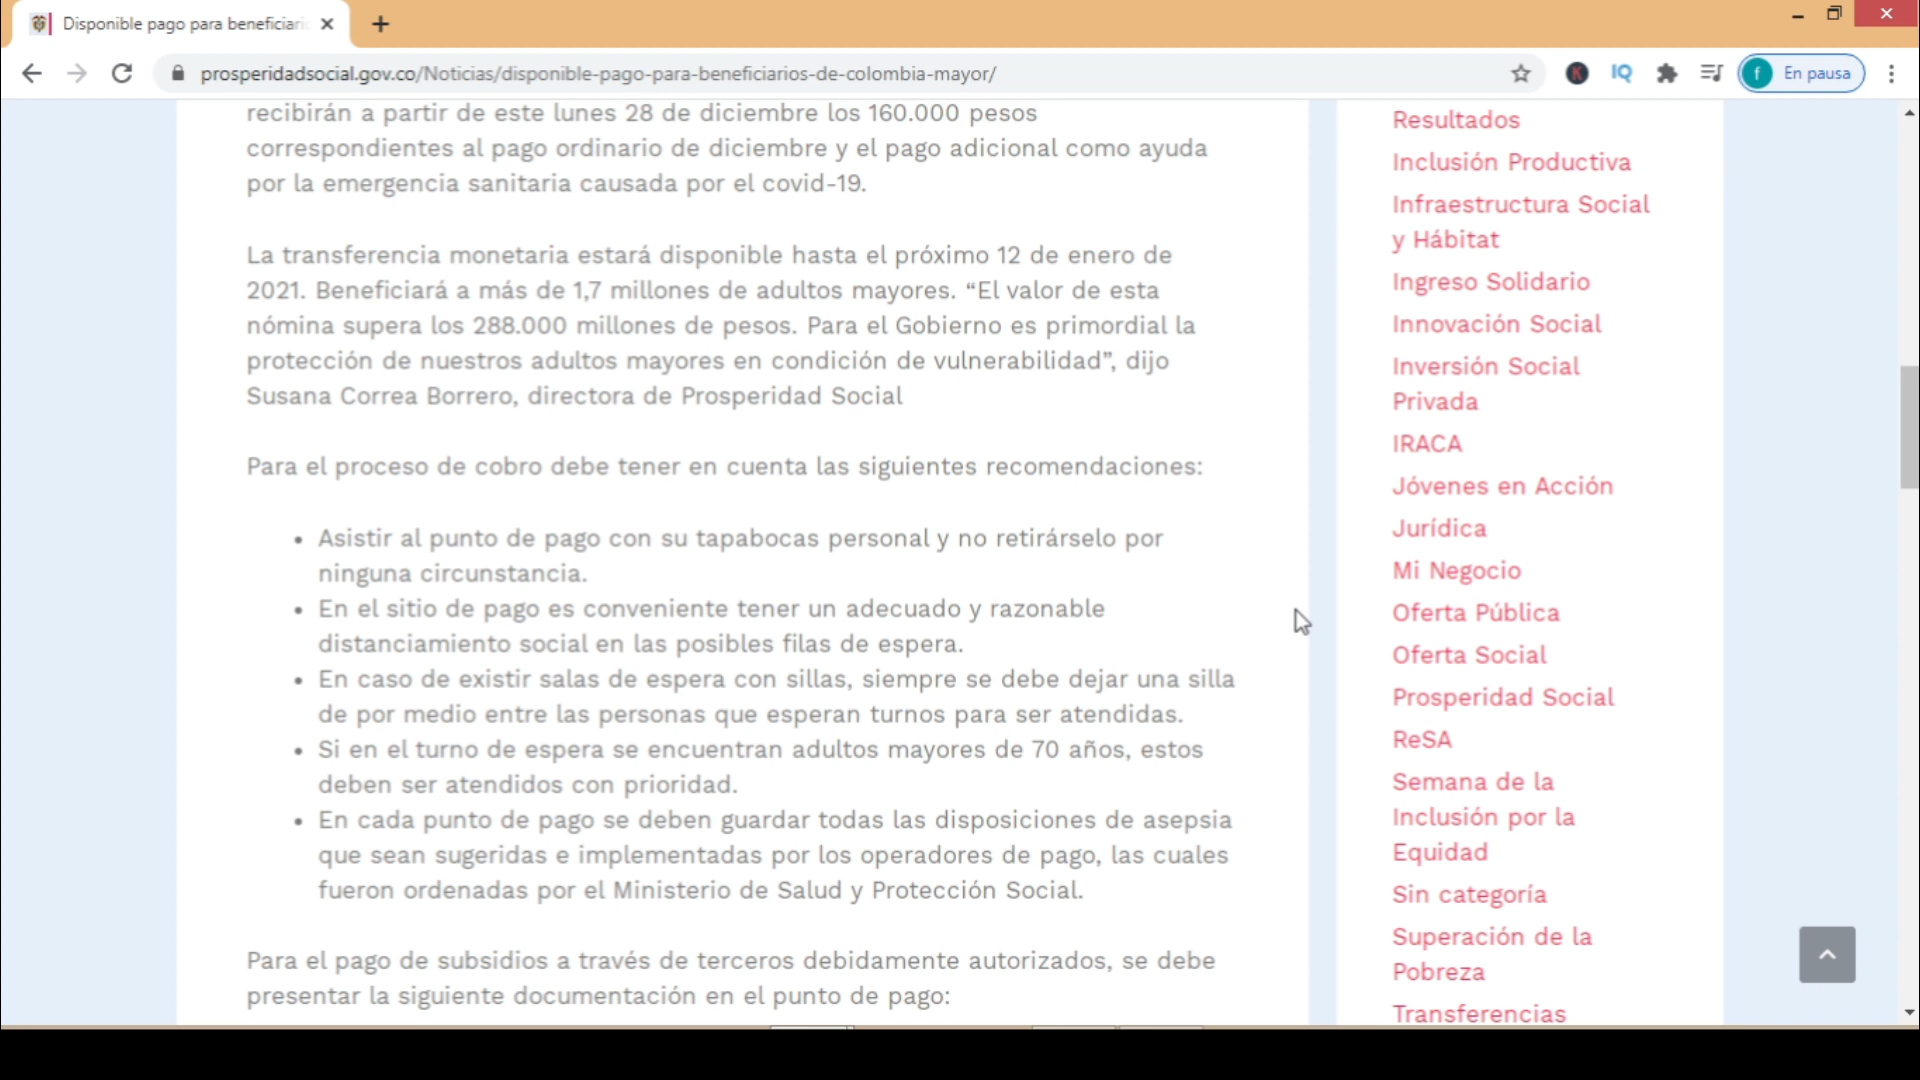 Disponible pago para beneficiari
prosperidadsocial.gov.co/Noticias/disponible-pago-para-beneficiarios-de-colombia-mayor/
K
IQ
f
En pausa
recibirán a partir de este lunes 28 de diciembre los 160.000 pesos
correspondientes al pago ordinario de diciembre y el pago adicional como ayuda
por la emergencia sanitaria causada por el covid-19.
La transferencia monetaria estará disponible hasta el próximo 12 de enero de
2021. Beneficiará a más de 1,7 millones de adultos mayores. “El valor de esta
nómina supera los 288.000 millones de pesos. Para el Gobierno es primordial la
protección de nuestros adultos mayores en condición de vulnerabilidad”, dijo
Susana Correa Borrero, directora de Prosperidad Social
Para el proceso de cobro debe tener en cuenta las siguientes recomendaciones:
• Asistir al punto de pago con su tapabocas personal y no retirárselo por
ninguna circunstancia.
• En el sitio de pago es conveniente tener un adecuado y razonable
distanciamiento social en las posibles filas de espera.
• En caso de existir salas de espera con sillas, siempre se debe dejar una silla
de por medio entre las personas que esperan turnos para ser atendidas.
• Si en el turno de espera se encuentran adultos mayores de 70 años, estos
deben ser atendidos con prioridad.
• En cada punto de pago se deben guardar todas las disposiciones de asepsia
que sean sugeridas e implementadas por los operadores de pago, las cuales
fueron ordenadas por el Ministerio de Salud y Protección Social.
Para el pago de subsidios a través de terceros debidamente autorizados, se debe
presentar la siguiente documentación en el punto de pago:
Resultados
Inclusión Productiva
Infraestructura Social
y Hábitat
Ingreso Solidario
Innovación Social
Inversión Social
Privada
IRACA
Jóvenes en Acción
Jurídica
Mi Negocio
Oferta Pública
Oferta Social
Prosperidad Social
ReSA
Semana de la
Inclusión por la
Equidad
Sin categoría
Superación de la
Pobreza
Transferencias